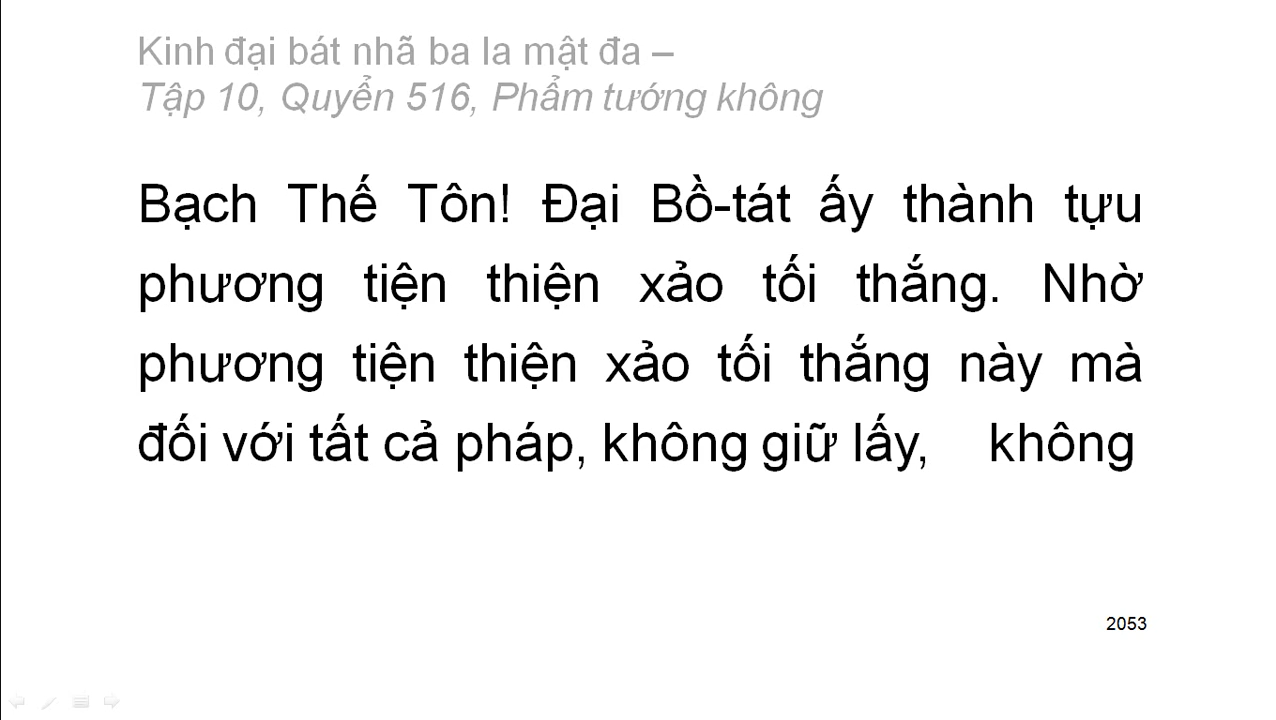 Kinh đại bát nhã ba la mật đa –
Tập 10, Quyển 516, Phẩm tướng không
Bạch Thế Tôn! Đại Bồ-tát ấy thành tựu
phương tiện thiện xảo tối thắng. Nhờ
phương tiện thiện xảo tối thắng này mà
đối với tất cả pháp, không giữ lấy, không
2053